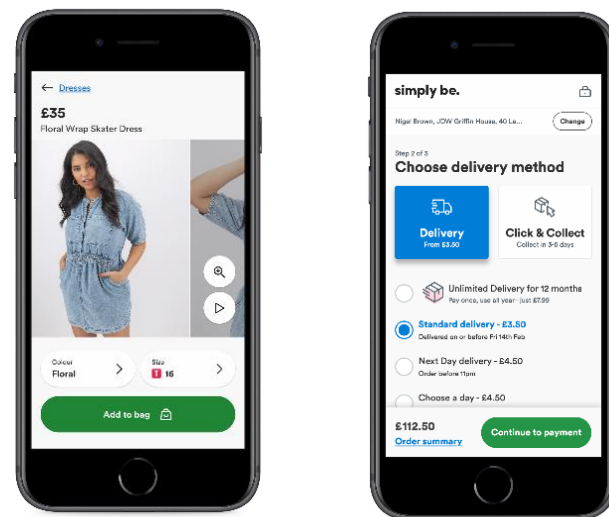 ← Dresses
£35
Floral Wrap Skater Dress
Colour
Floral
Size
T 16
Add to bag
simply be.
Nigel Brown, JDW Griffin House, 40 Le...
Change
Step 2 of 3
Choose delivery method
Delivery
From £3.50
Click & Collect
Collect in 3-6 days
Unlimited Delivery for 12 months
Pay once, use all year - just £7.99
Standard delivery - £3.50
Delivered on or before Fri 14th Feb
Next Day delivery - £4.50
Order before 11pm
Choose a day - £4.50
£112.50
Order summary
Continue to payment